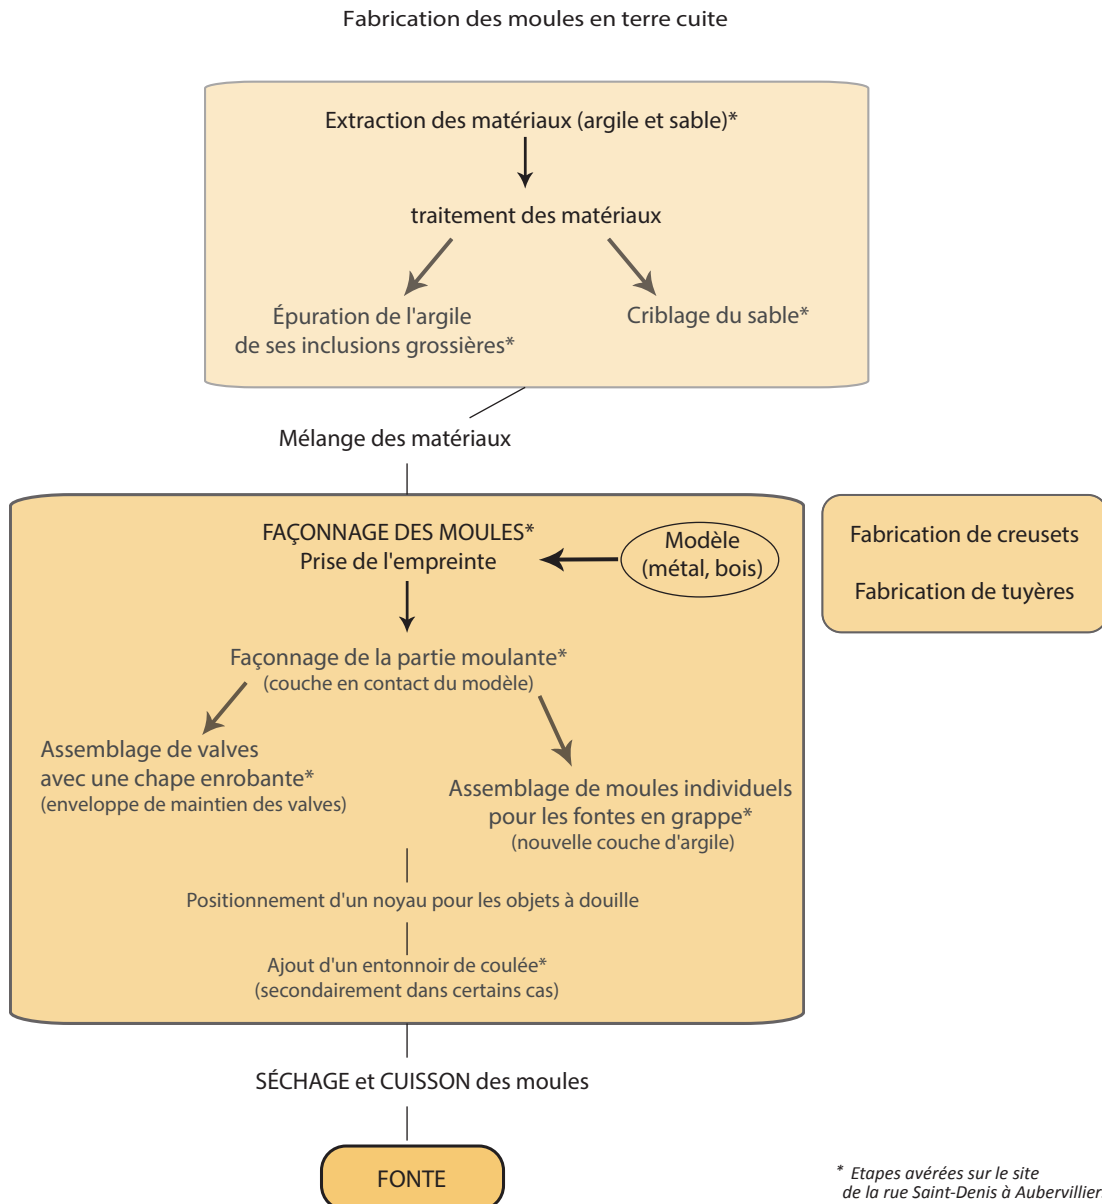 Fabrication des moules en terre cuite
Extraction des matériaux (argile et sable)*
traitement des matériaux
Épuration de l'argile
de ses inclusions grossières*
Criblage du sable*
Mélange des matériaux
FAÇONNAGE DES MOULES*
Prise de l'empreinte
Modèle
(métal, bois)
Fabrication de creusets
Fabrication de tuyères
Façonnage de la partie moulante*
(couche en contact du modèle)
Assemblage de valves
avec une chape enrobante*
(enveloppe de maintien des valves)
Assemblage de moules individuels
pour les fontes en grappe*
(nouvelle couche d'argile)
Positionnement d'un noyau pour les objets à douille
Ajout d'un entonnoir de coulée*
(secondairement dans certains cas)
SÉCHAGE et CUISSON des moules
FONTE
* Etapes avérées sur le site
de la rue Saint-Denis à Aubervillier